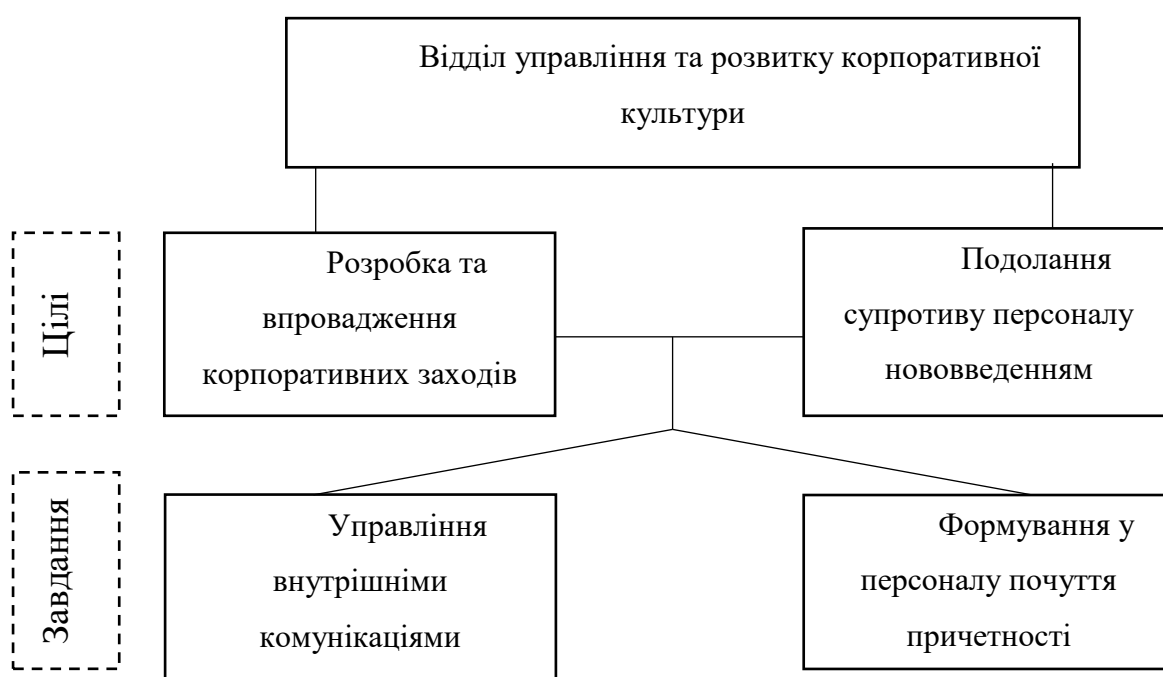 Відділ управління та розвитку корпоративної
культури
Цілі
Розробка та
впровадження
корпоративних заходів
Подолання
супротиву персоналу
нововведенням
Завдання
Управління
внутрішніми
комунікаціями
Формування у
персоналу почуття
причетності